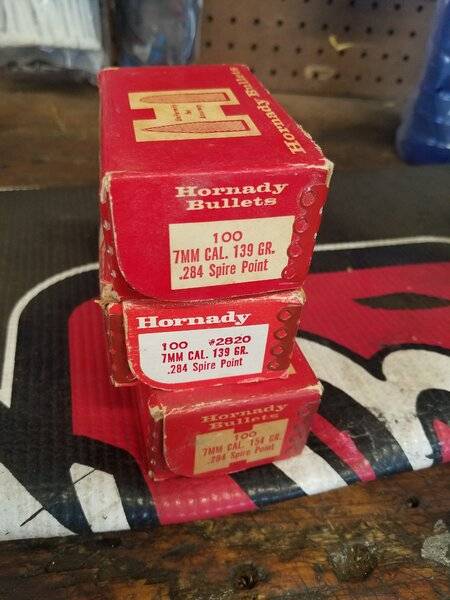 Hornady Bullets
Hornady
Bullets
100
7MM CAL. 139 GR.
.284 Spire Point
Hornady
100 #2820
7MM CAL. 139 GR.
.284 Spire Point
Hornady
Bullets
100
7MM CAL. 154 GR.
.284 Spire Point